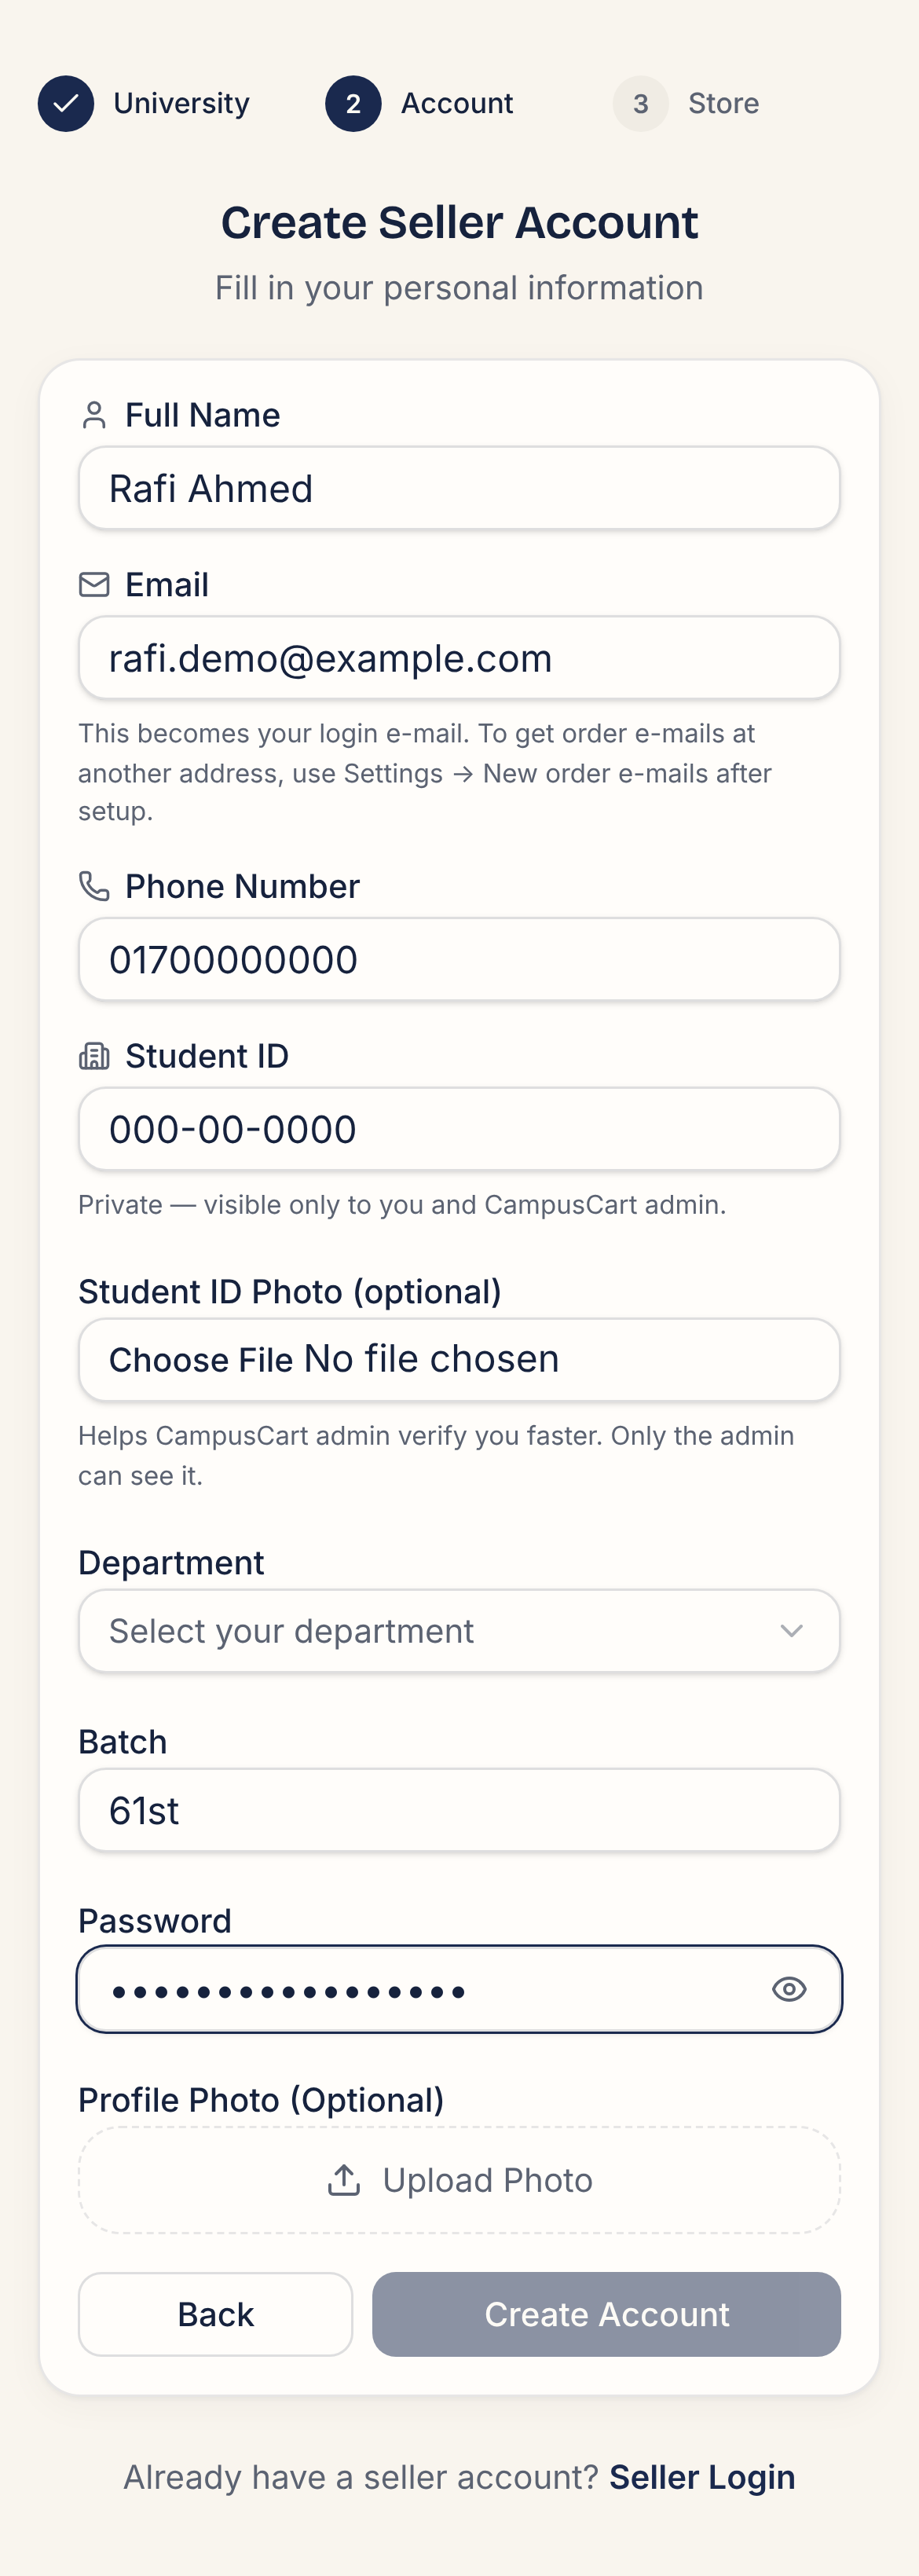 University
2 Account
3 Store
Create Seller Account
Fill in your personal information
Full Name
Rafi Ahmed
Email
rafi.demo@example.com
This becomes your login e-mail. To get order e-mails at
another address, use Settings → New order e-mails after
setup.
Phone Number
01700000000
Student ID
000-00-0000
Private — visible only to you and CampusCart admin.
Student ID Photo (optional)
Choose File No file chosen
Helps CampusCart admin verify you faster. Only the admin
can see it.
Department
Select your department
Batch
61st
Password
•••••••••••••••••
Profile Photo (Optional)
Upload Photo
Back
Create Account
Already have a seller account? Seller Login